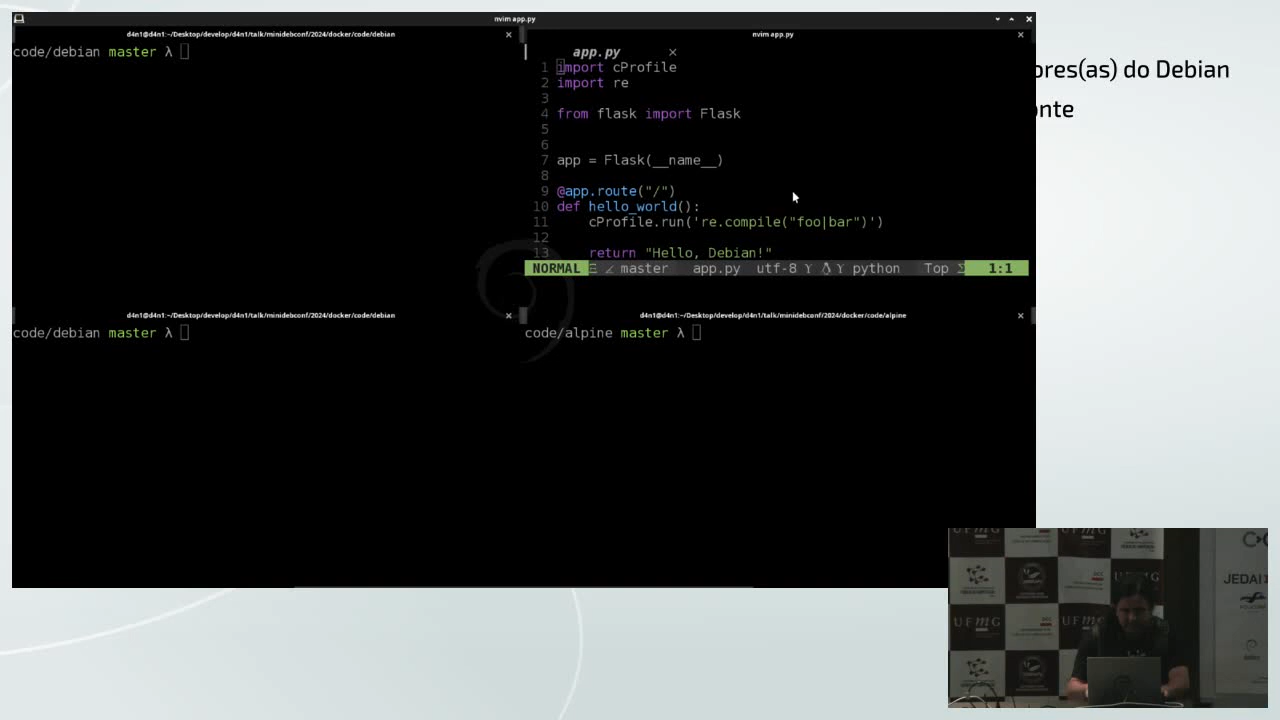 nvim app.py
d4n1@d4n1:~/Desktop/develop/d4n1/talk/minidebconf/2024/docker/code/debian
code/debian master λ
nvim app.py
app.py
1 import cProfile
2 import re
3
4 from flask import Flask
5
6
7 app = Flask(__name__)
8
9 @app.route("/")
10 def hello_world():
11 cProfile.run('re.compile("foo|bar")')
12
13 return "Hello, Debian!"
NORMAL master app.py utf-8 python Top 1:1
d4n1@d4n1:~/Desktop/develop/d4n1/talk/minidebconf/2024/docker/code/debian
code/debian master λ
d4n1@d4n1:~/Desktop/develop/d4n1/talk/minidebconf/2024/docker/code/alpine
code/alpine master λ
ores(as) do Debian
onte
UFMG
UFMG
UFMG
JEDAI